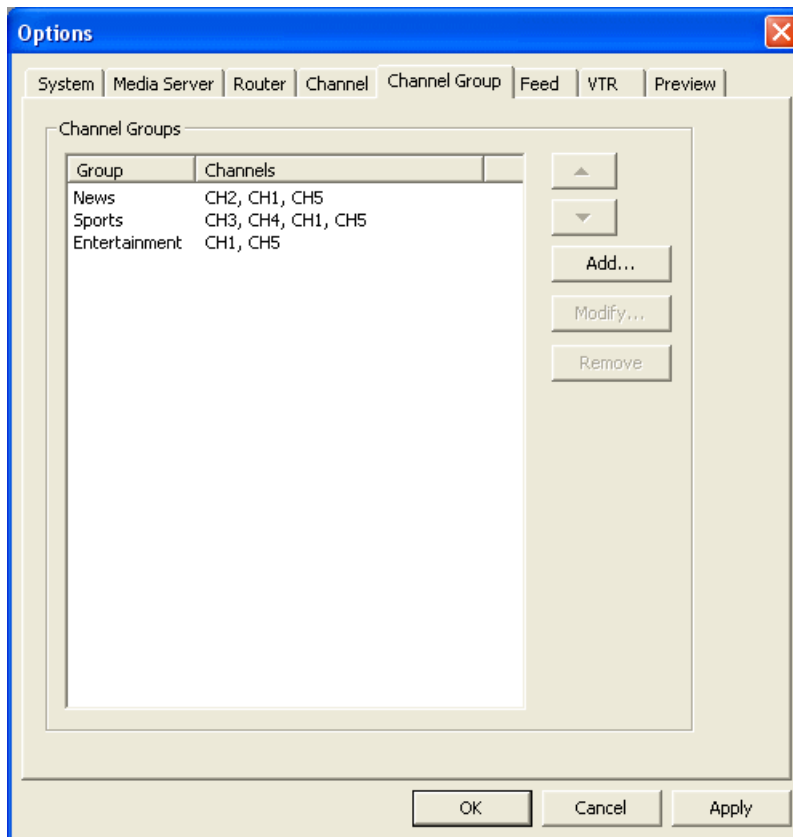 Options
System Media Server Router Channel Channel Group Feed VTR Preview
Channel Groups
Group Channels
News CH2, CH1, CH5
Sports CH3, CH4, CH1, CH5
Entertainment CH1, CH5
Add...
Modify...
Remove
OK Cancel Apply